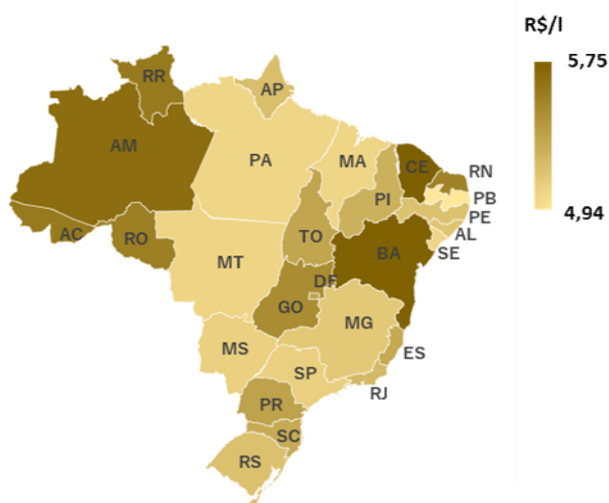 R$/l
5,75
4,94
RR
AP
AM
PA
MA
CE
RN
PB
PI
PE
AL
SE
AC
RO
TO
BA
MT
DF
GO
MG
MS
ES
SP
RJ
PR
SC
RS